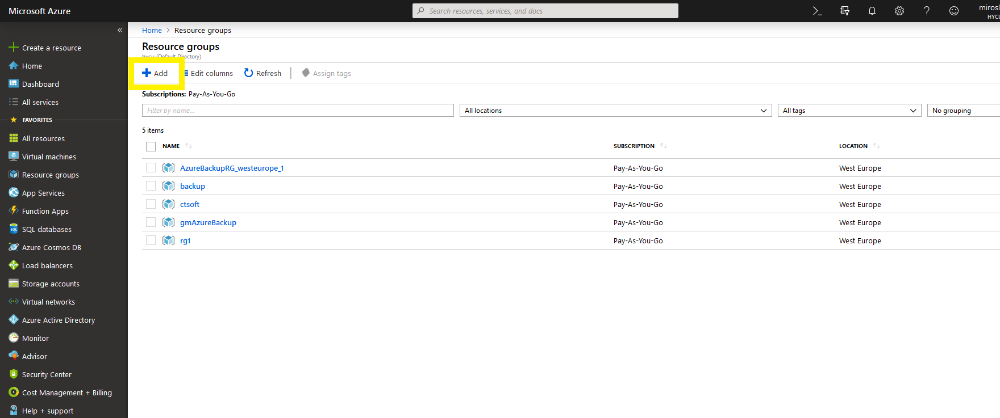 Microsoft Azure
Search resources, services, and docs
mirosl
HYCU
Create a resource
Home
Dashboard
All services
FAVORITES
All resources
Virtual machines
Resource groups
App Services
Function Apps
SQL databases
Azure Cosmos DB
Load balancers
Storage accounts
Virtual networks
Azure Active Directory
Monitor
Advisor
Security Center
Cost Management + Billing
Help + support
Home > Resource groups
Resource groups
hycu (Default Directory)
Add Edit columns Refresh Assign tags
Subscriptions: Pay-As-You-Go
Filter by name... All locations All tags No grouping
5 items
NAME SUBSCRIPTION LOCATION
AzureBackupRG_westeurope_1 Pay-As-You-Go West Europe
backup Pay-As-You-Go West Europe
ctsoft Pay-As-You-Go West Europe
gmAzureBackup Pay-As-You-Go West Europe
rg1 Pay-As-You-Go West Europe